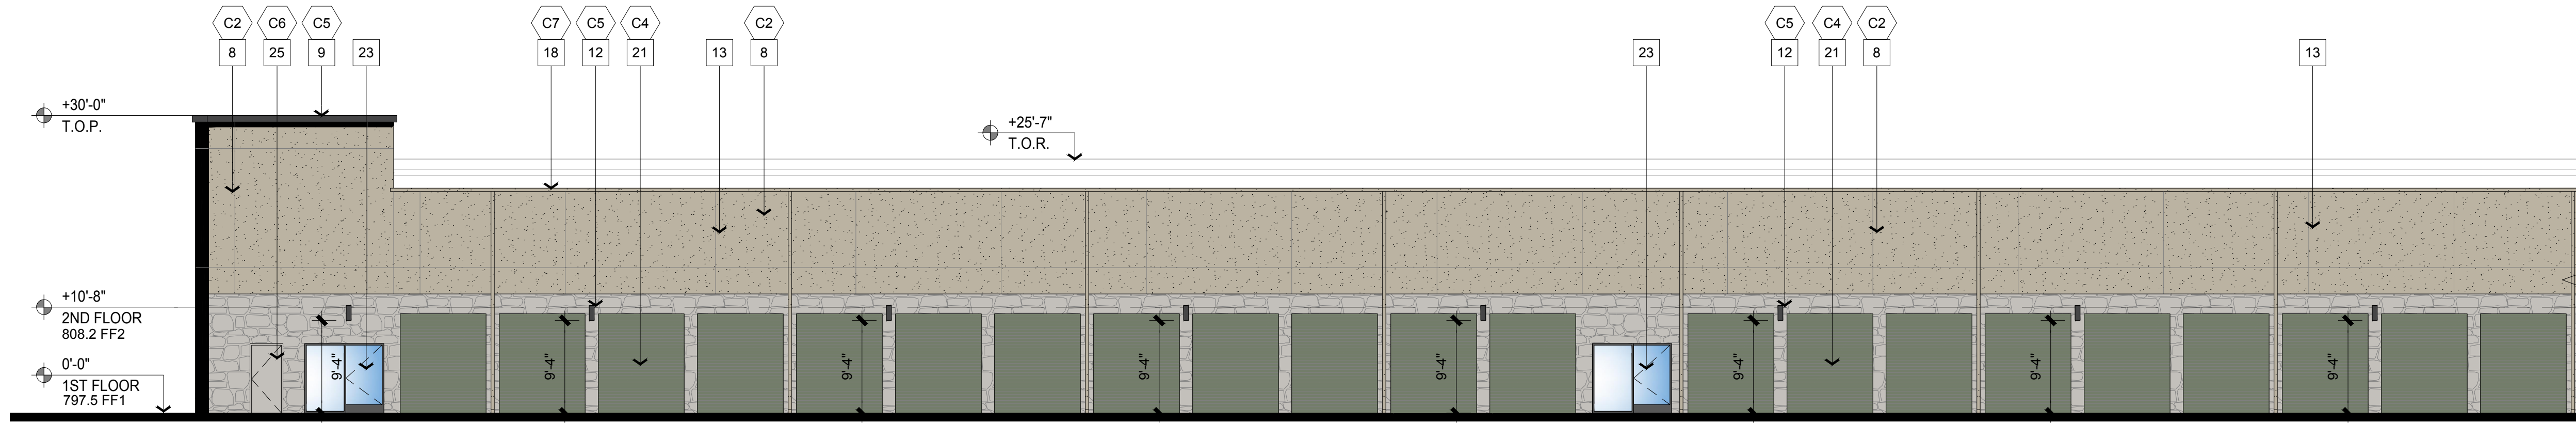 C2 C6 C5 C7 C5 C4 C2 C5 C4 C2
8 25 9 23 18 12 21 13 8 23 12 21 8 13
+30'-0"
T.O.P.
+25'-7"
T.O.R.
+10'-8"
2ND FLOOR
808.2 FF2
0'-0"
1ST FLOOR
797.5 FF1
9'-4" 9'-4" 9'-4" 9'-4" 9'-4" 9'-4" 9'-4" 9'-4"